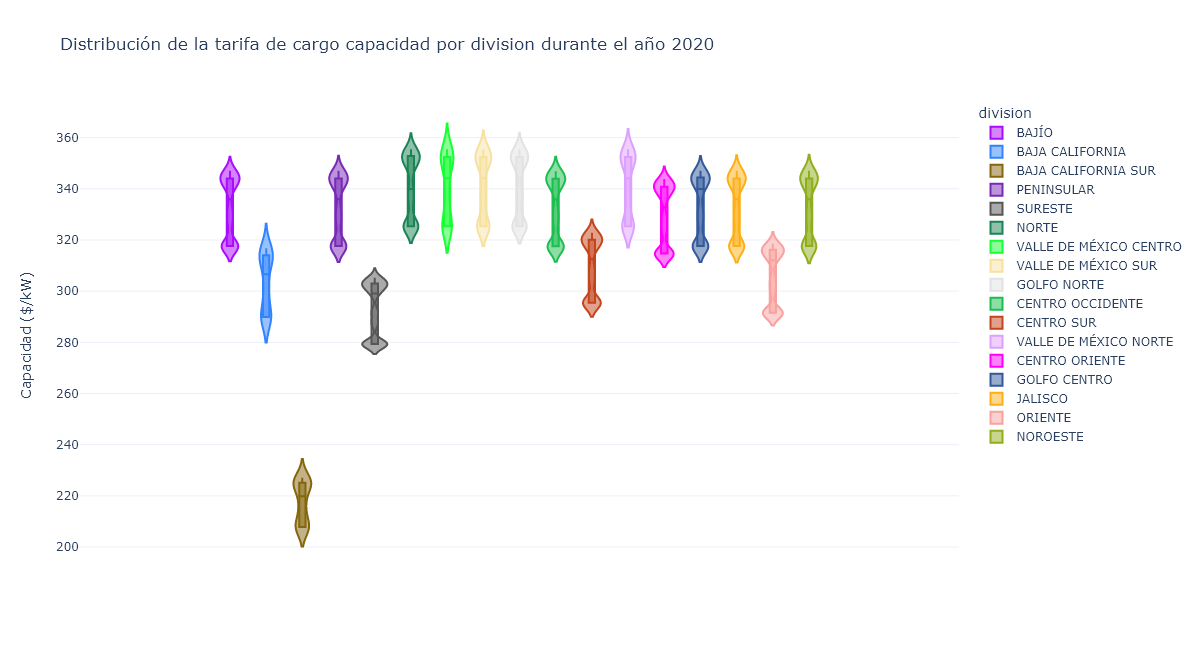 Distribución de la tarifa de cargo capacidad por division durante el año 2020
Capacidad ($/kW)
360
340
320
300
280
260
240
220
200
division
BAJÍO
BAJA CALIFORNIA
BAJA CALIFORNIA SUR
PENINSULAR
SURESTE
NORTE
VALLE DE MÉXICO CENTRO
VALLE DE MÉXICO SUR
GOLFO NORTE
CENTRO OCCIDENTE
CENTRO SUR
VALLE DE MÉXICO NORTE
CENTRO ORIENTE
GOLFO CENTRO
JALISCO
ORIENTE
NOROESTE